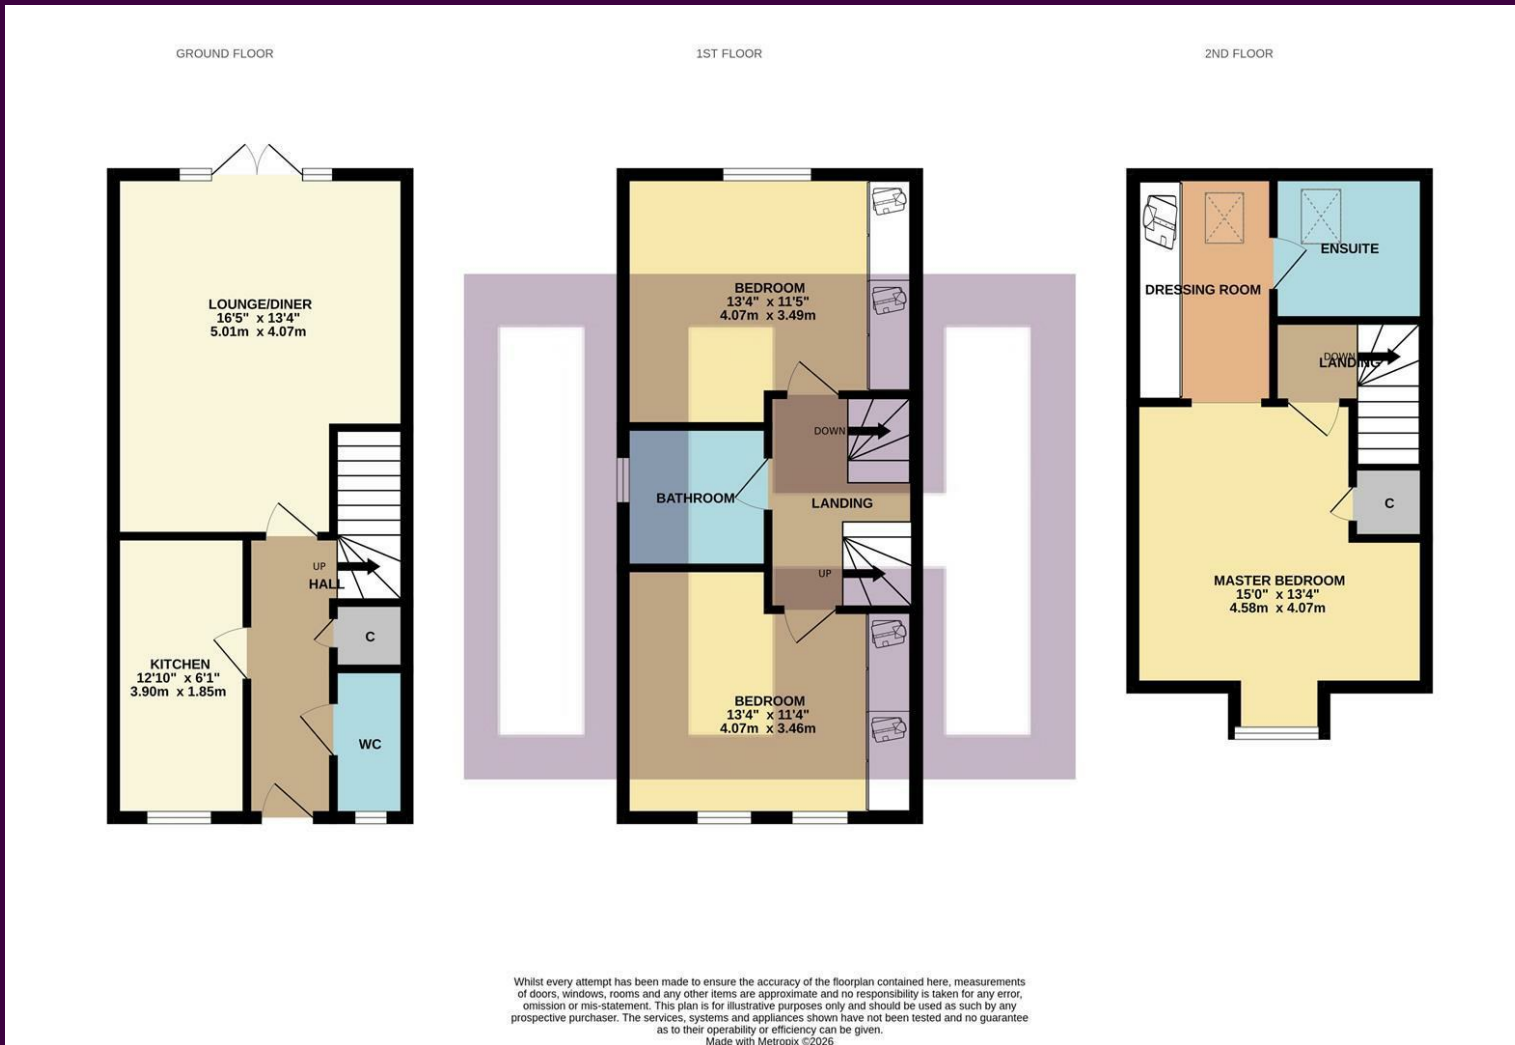 GROUND FLOOR
LOUNGE/DINER
16'5" x 13'4"
5.01m x 4.07m
UP
HALL
C
KITCHEN
12'10" x 6'1"
3.90m x 1.85m
WC
1ST FLOOR
BEDROOM
13'4" x 11'5"
4.07m x 3.49m
DOWN
BATHROOM
LANDING
UP
BEDROOM
13'4" x 11'4"
4.07m x 3.46m
2ND FLOOR
ENSUITE
DRESSING ROOM
DOWN
LANDING
C
MASTER BEDROOM
15'0" x 13'4"
4.58m x 4.07m
Whilst every attempt has been made to ensure the accuracy of the floorplan contained here, measurements
of doors, windows, rooms and any other items are approximate and no responsibility is taken for any error,
omission or mis-statement. This plan is for illustrative purposes only and should be used as such by any
prospective purchaser. The services, systems and appliances shown have not been tested and no guarantee
as to their operability or efficiency can be given.
Made with Metropix ©2026